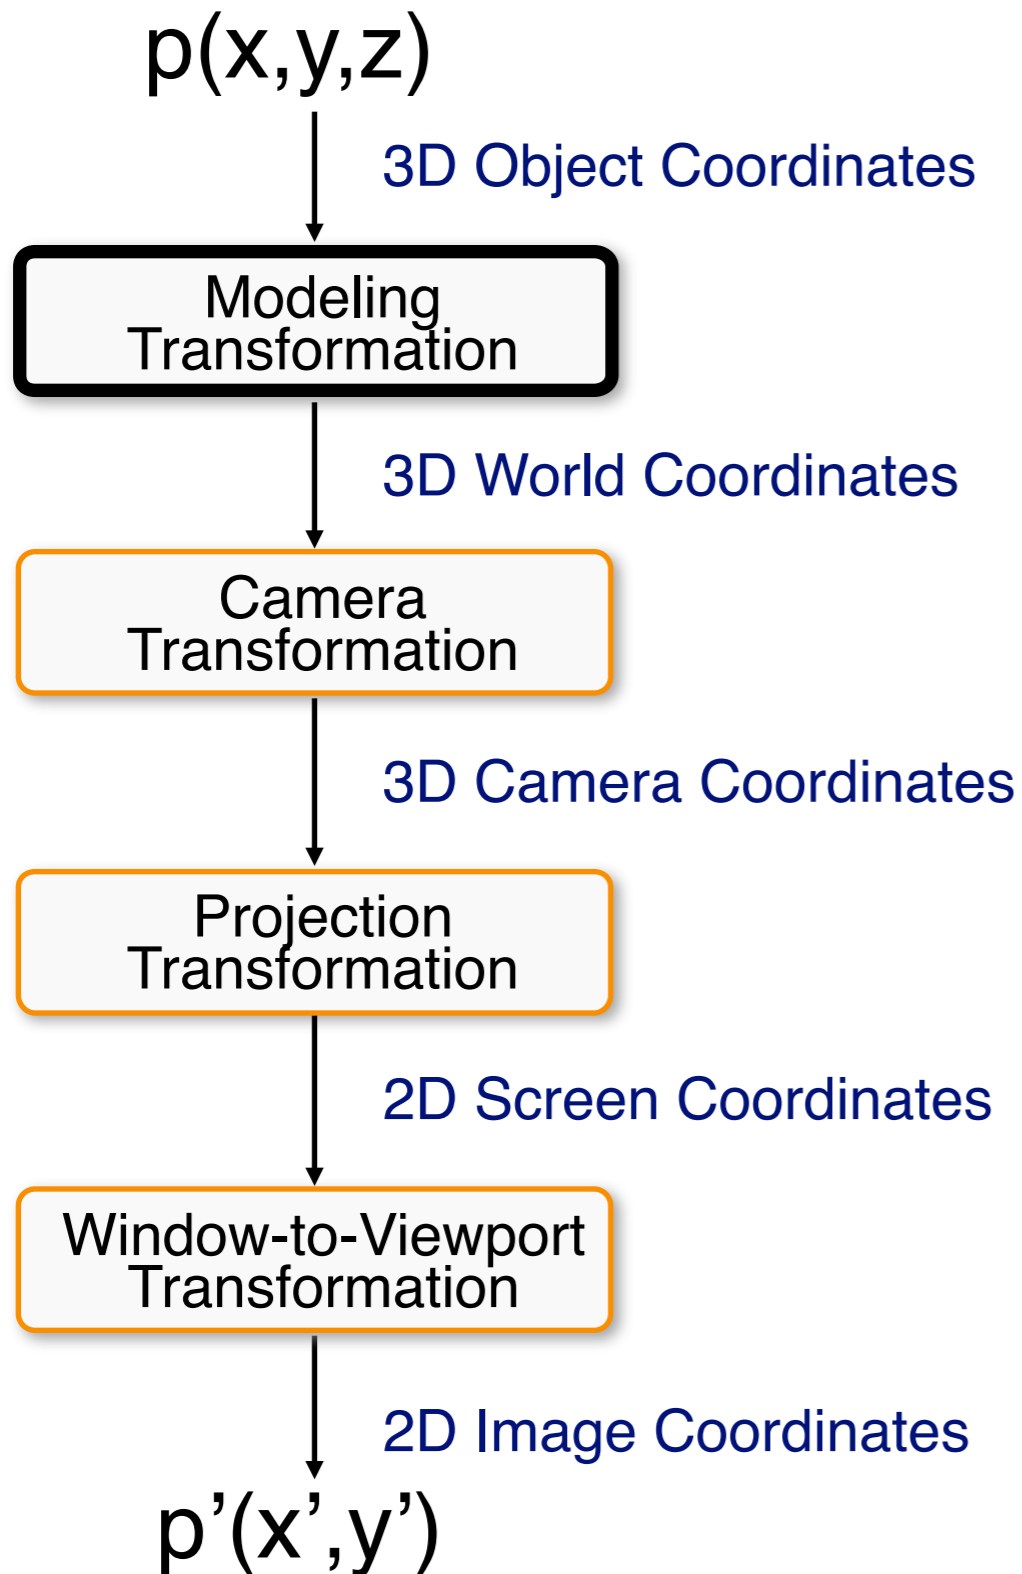 p(x,y,z)
3D Object Coordinates
Modeling
Transformation
3D World Coordinates
Camera
Transformation
3D Camera Coordinates
Projection
Transformation
2D Screen Coordinates
Window-to-Viewport
Transformation
2D Image Coordinates
p’(x’,y’)